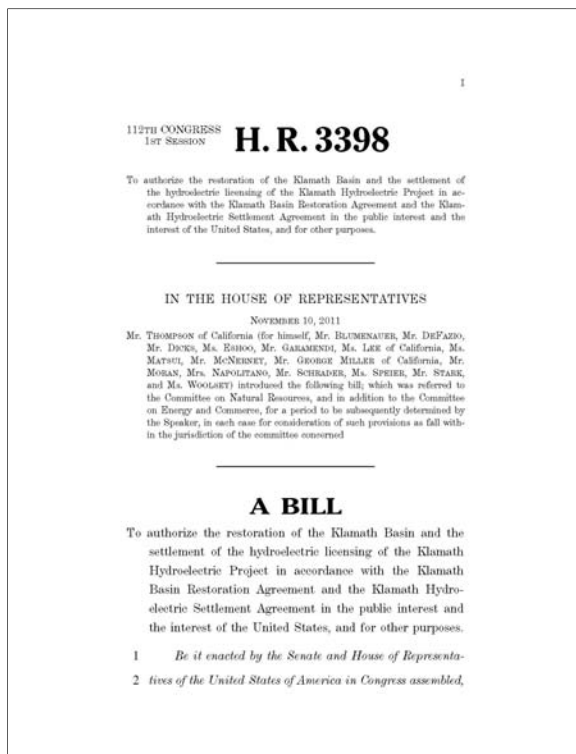 I
112TH CONGRESS
1ST SESSION
H. R. 3398
To authorize the restoration of the Klamath Basin and the settlement of
the hydroelectric licensing of the Klamath Hydroelectric Project in ac-
cordance with the Klamath Basin Restoration Agreement and the Klam-
ath Hydroelectric Settlement Agreement in the public interest and the
interest of the United States, and for other purposes.
IN THE HOUSE OF REPRESENTATIVES
NOVEMBER 10, 2011
Mr. THOMPSON of California (for himself, Mr. BLUMENAUER, Mr. DEFAZIO,
Mr. DICKS, Ms. ESHOO, Mr. GARAMENDI, Ms. LEE of California, Ms.
MATSUI, Mr. MCNERNEY, Mr. GEORGE MILLER of California, Mr.
MORAN, Mrs. NAPOLITANO, Mr. SCHRADER, Ms. SPEIER, Mr. STARK,
and Ms. WOOLSEY) introduced the following bill; which was referred to
the Committee on Natural Resources, and in addition to the Committee
on Energy and Commerce, for a period to be subsequently determined by
the Speaker, in each case for consideration of such provisions as fall with-
in the jurisdiction of the committee concerned
A BILL
To authorize the restoration of the Klamath Basin and the
settlement of the hydroelectric licensing of the Klamath
Hydroelectric Project in accordance with the Klamath
Basin Restoration Agreement and the Klamath Hydro-
electric Settlement Agreement in the public interest and
the interest of the United States, and for other purposes.
1 Be it enacted by the Senate and House of Representa-
2 tives of the United States of America in Congress assembled,